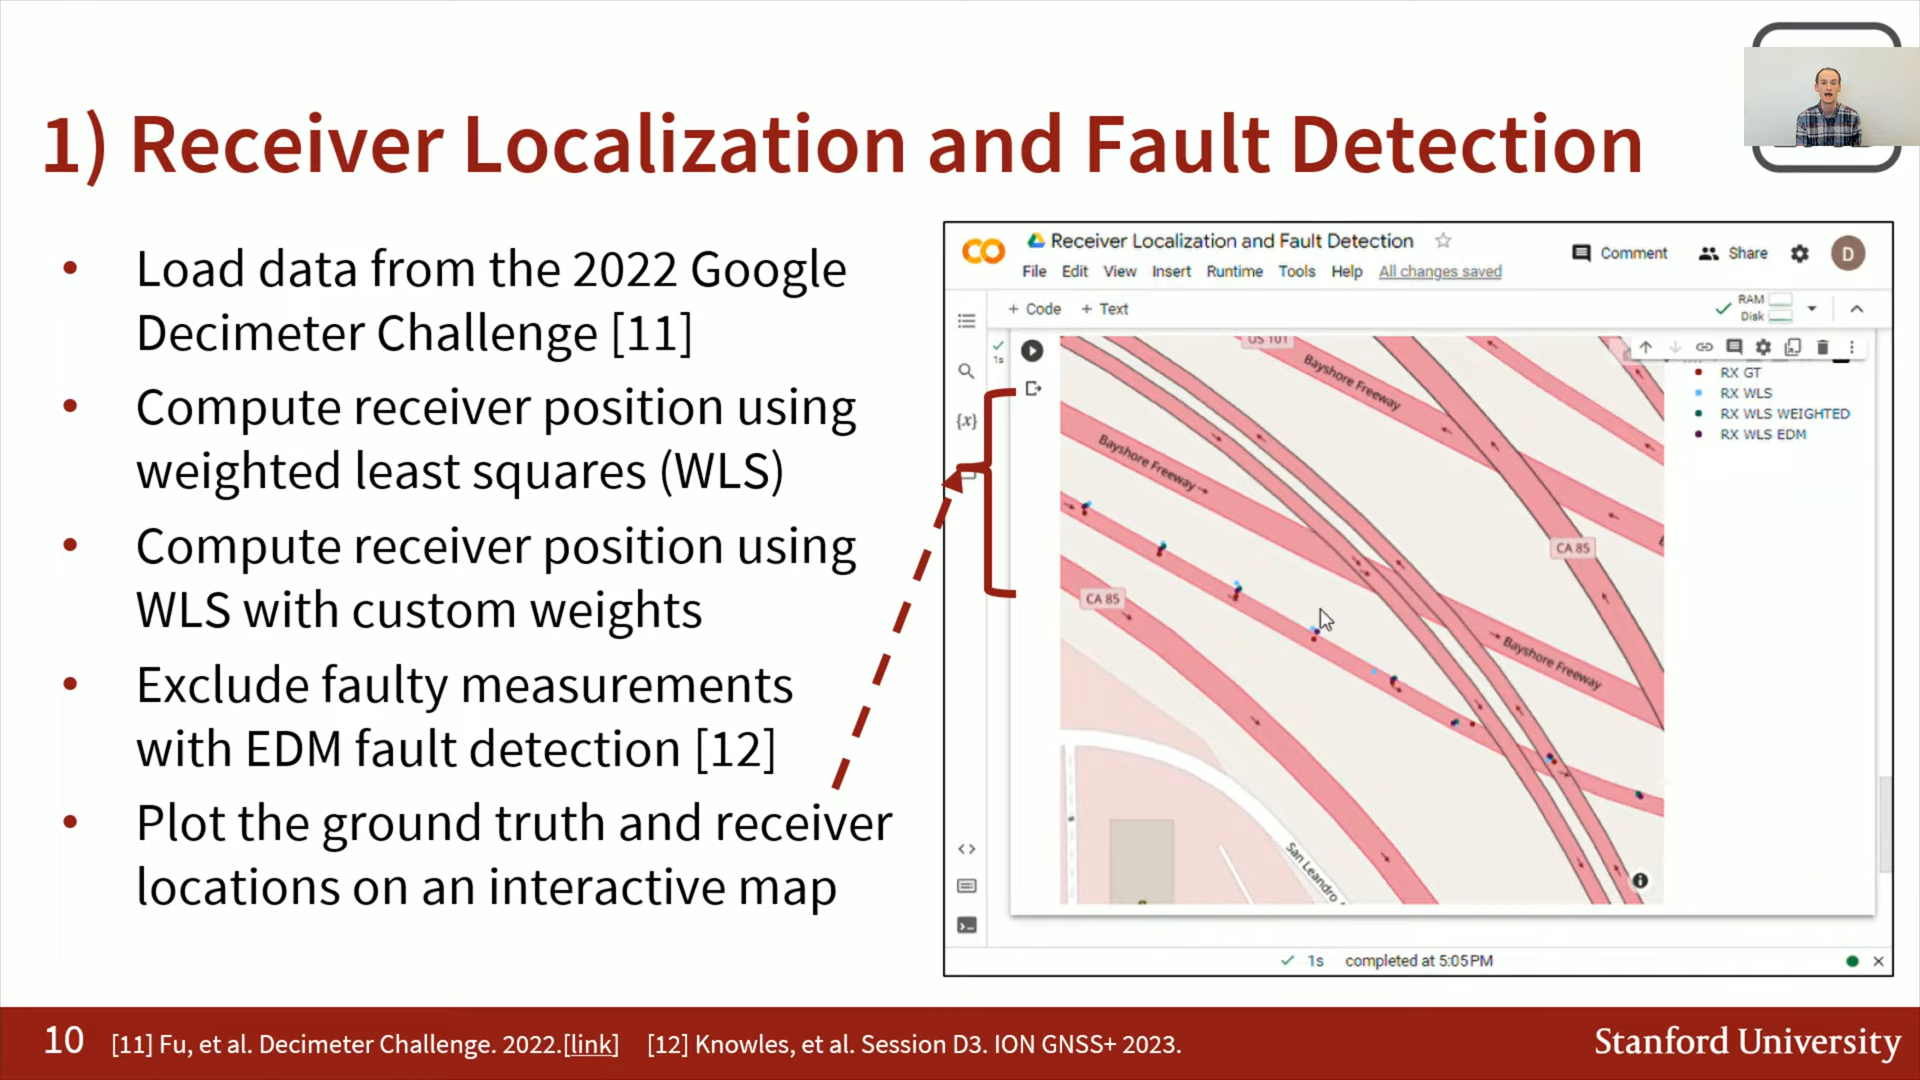 1) Receiver Localization and Fault Detection
• Load data from the 2022 Google
Decimeter Challenge [11]
• Compute receiver position using
weighted least squares (WLS)
• Compute receiver position using
WLS with custom weights
• Exclude faulty measurements
with EDM fault detection [12]
• Plot the ground truth and receiver
locations on an interactive map
Receiver Localization and Fault Detection
Comment
Share
D
File Edit View Insert Runtime Tools Help All changes saved
+ Code + Text
RAM
Disk
1s
{x}
US 101
Bayshore Freeway
Bayshore Freeway
CA 85
CA 85
Bayshore Freeway
San Leandro
RX GT
RX WLS
RX WLS WEIGHTED
RX WLS EDM
1s completed at 5:05 PM
10
[11] Fu, et al. Decimeter Challenge. 2022.[link] [12] Knowles, et al. Session D3. ION GNSS+ 2023.
Stanford University